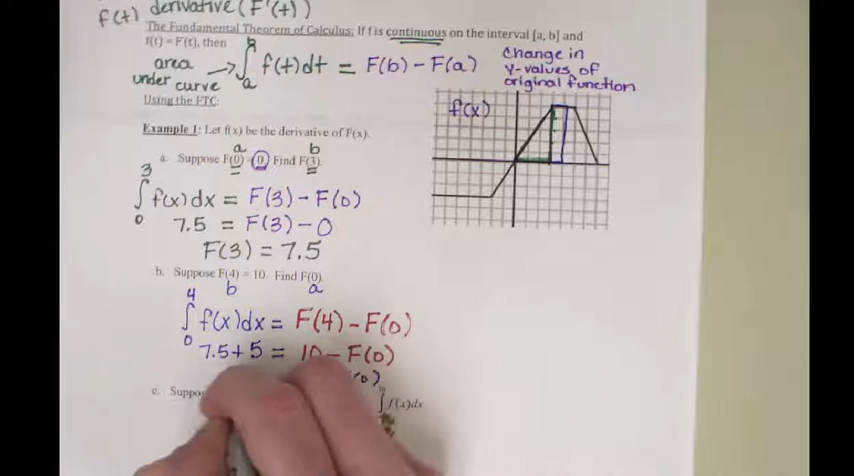 f(t) derivative (F'(t))
The Fundamental Theorem of Calculus: If f is continuous on the interval [a, b] and
f(t) = F'(t), then
area under curve → ∫ₐᵇ f(t)dt = F(b) - F(a)
change in
y-values of
original function
Using the FTC:
f(x)
Example 1: Let f(x) be the derivative of F(x).
a b
a. Suppose F(0) = 0. Find F(3).
∫₀³ f(x)dx = F(3) - F(0)
7.5 = F(3) - 0
F(3) = 7.5
b. Suppose F(4) = 10. Find F(0).
b a
∫₀⁴ f(x)dx = F(4) - F(0)
7.5 + 5 = 10 - F(0)
c. f(x)dx